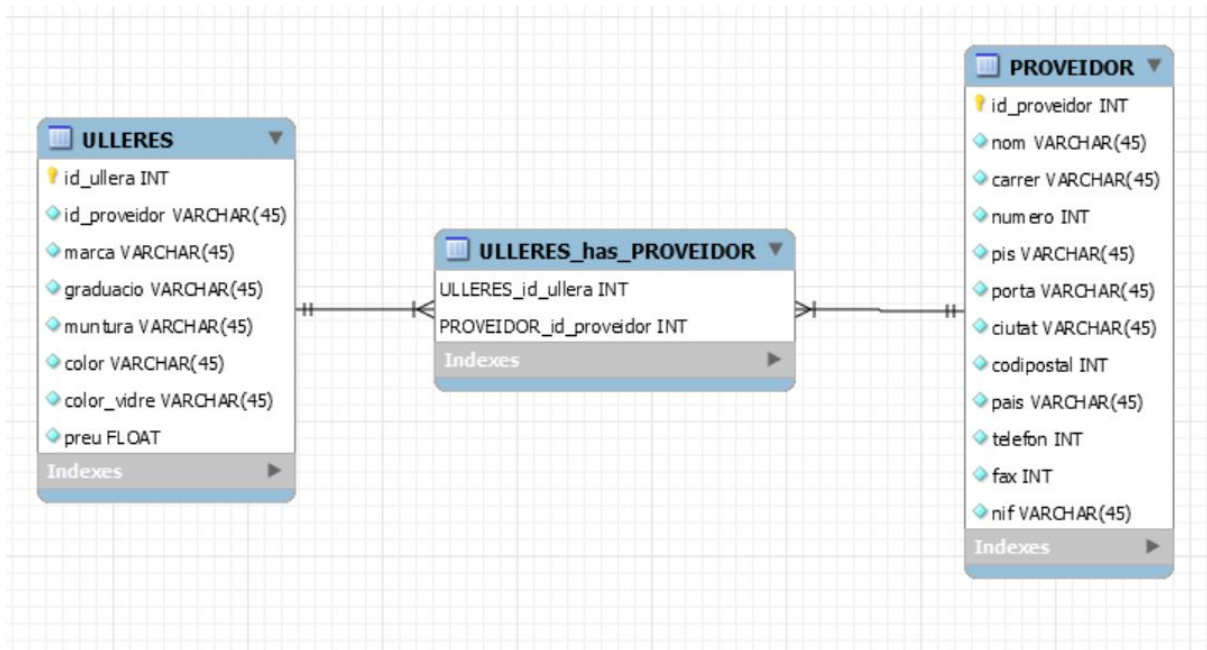 ULLERES
id_ullera INT
id_proveidor VARCHAR(45)
marca VARCHAR(45)
graduacio VARCHAR(45)
muntura VARCHAR(45)
color VARCHAR(45)
color_vidre VARCHAR(45)
preu FLOAT
Indexes
ULLERES_has_PROVEIDOR
ULLERES_id_ullera INT
PROVEIDOR_id_proveidor INT
Indexes
PROVEIDOR
id_proveidor INT
nom VARCHAR(45)
carrer VARCHAR(45)
numero INT
pis VARCHAR(45)
porta VARCHAR(45)
ciutat VARCHAR(45)
codipostal INT
pais VARCHAR(45)
telefon INT
fax INT
nif VARCHAR(45)
Indexes